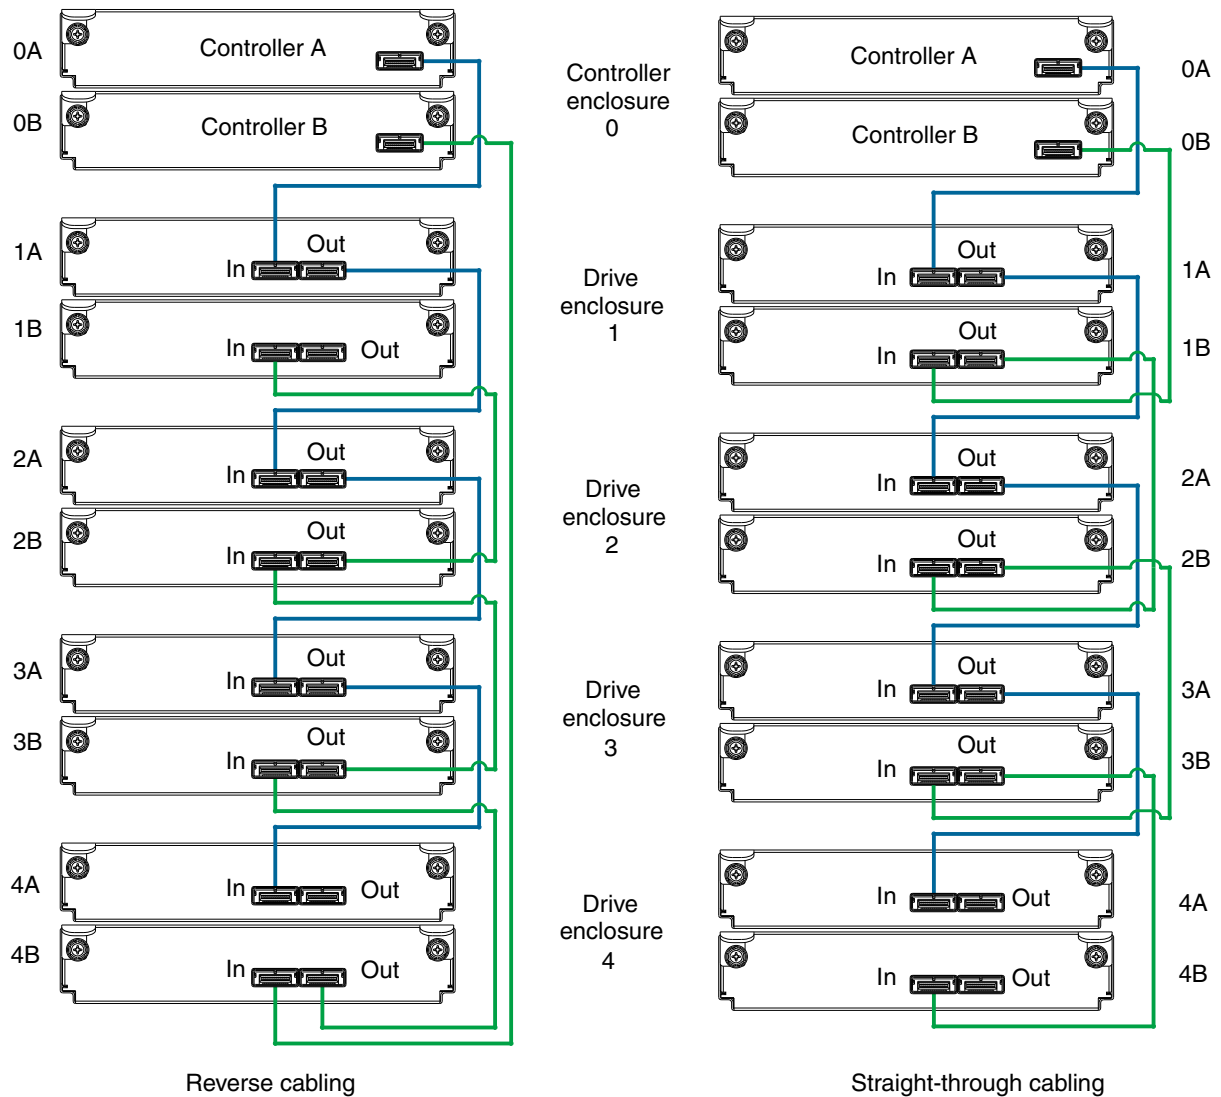 0A
Controller A
0B
Controller B
1A
Out
In
1B
In
Out
2A
Out
In
2B
Out
In
3A
Out
In
3B
Out
In
4A
In
Out
4B
In
Out
Reverse cabling
Controller
enclosure
0
Drive
enclosure
1
Drive
enclosure
2
Drive
enclosure
3
Drive
enclosure
4
Controller A
0A
Controller B
0B
Out
In
1A
Out
In
1B
Out
In
2A
Out
In
2B
Out
In
3A
Out
In
3B
In
Out
4A
In
Out
4B
Straight-through cabling